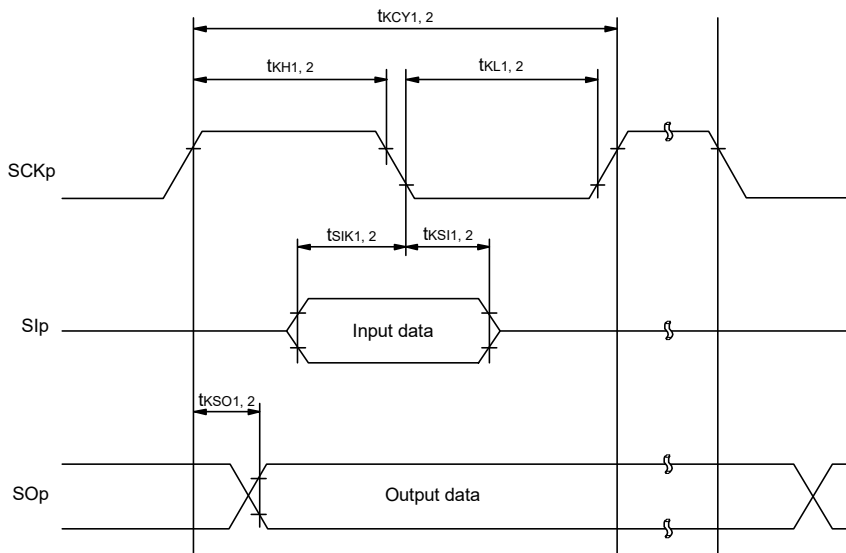 tKCY1, 2
tKH1, 2 tKL1, 2
SCKp
tSIK1, 2 tKSI1, 2
SIp Input data
tKSO1, 2
SOp Output data